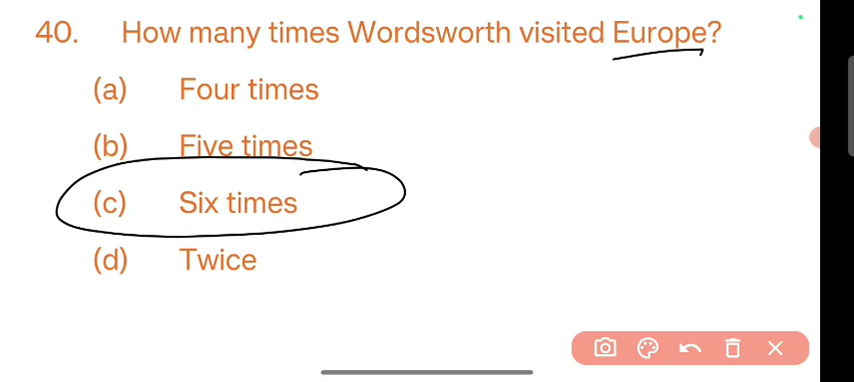 40. How many times Wordsworth visited Europe?
(a) Four times
(b) Five times
(c) Six times
(d) Twice